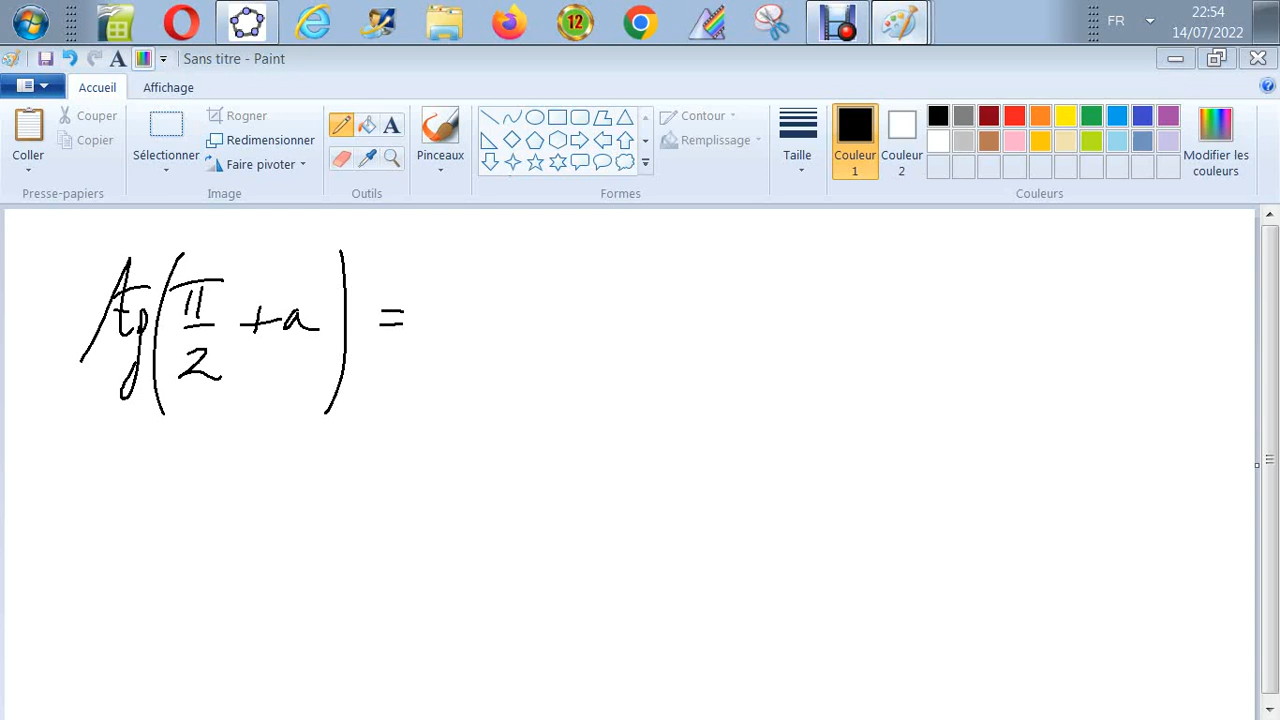 12
FR
22:54
14/07/2022
Sans titre - Paint
Accueil
Affichage
Coller
Couper
Copier
Presse-papiers
Sélectionner
Rogner
Redimensionner
Faire pivoter
Image
A
Outils
Pinceaux
Contour
Remplissage
Formes
Taille
Couleur 1
Couleur 2
Modifier les couleurs
Couleurs
tg(π/2 + a) =